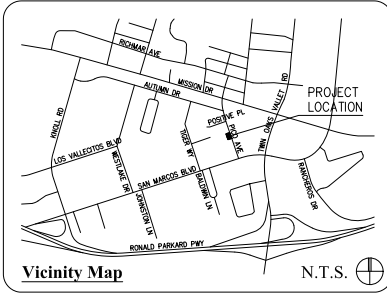 RICHMAR AVE
MISSION DR
AUTUMN DR
PROJECT
LOCATION
KNOLL RD
POSITIVE PL
PICO AVE
TWIN OAKS VALLEY RD
TIGER WY
LOS VALLECITOS BLVD
WESTLAKE DR
SAN MARCOS BLVD
BALDWIN LN
JOHNSTON LN
RANCHEROS DR
RONALD PARKARD PWY
Vicinity Map
N.T.S.